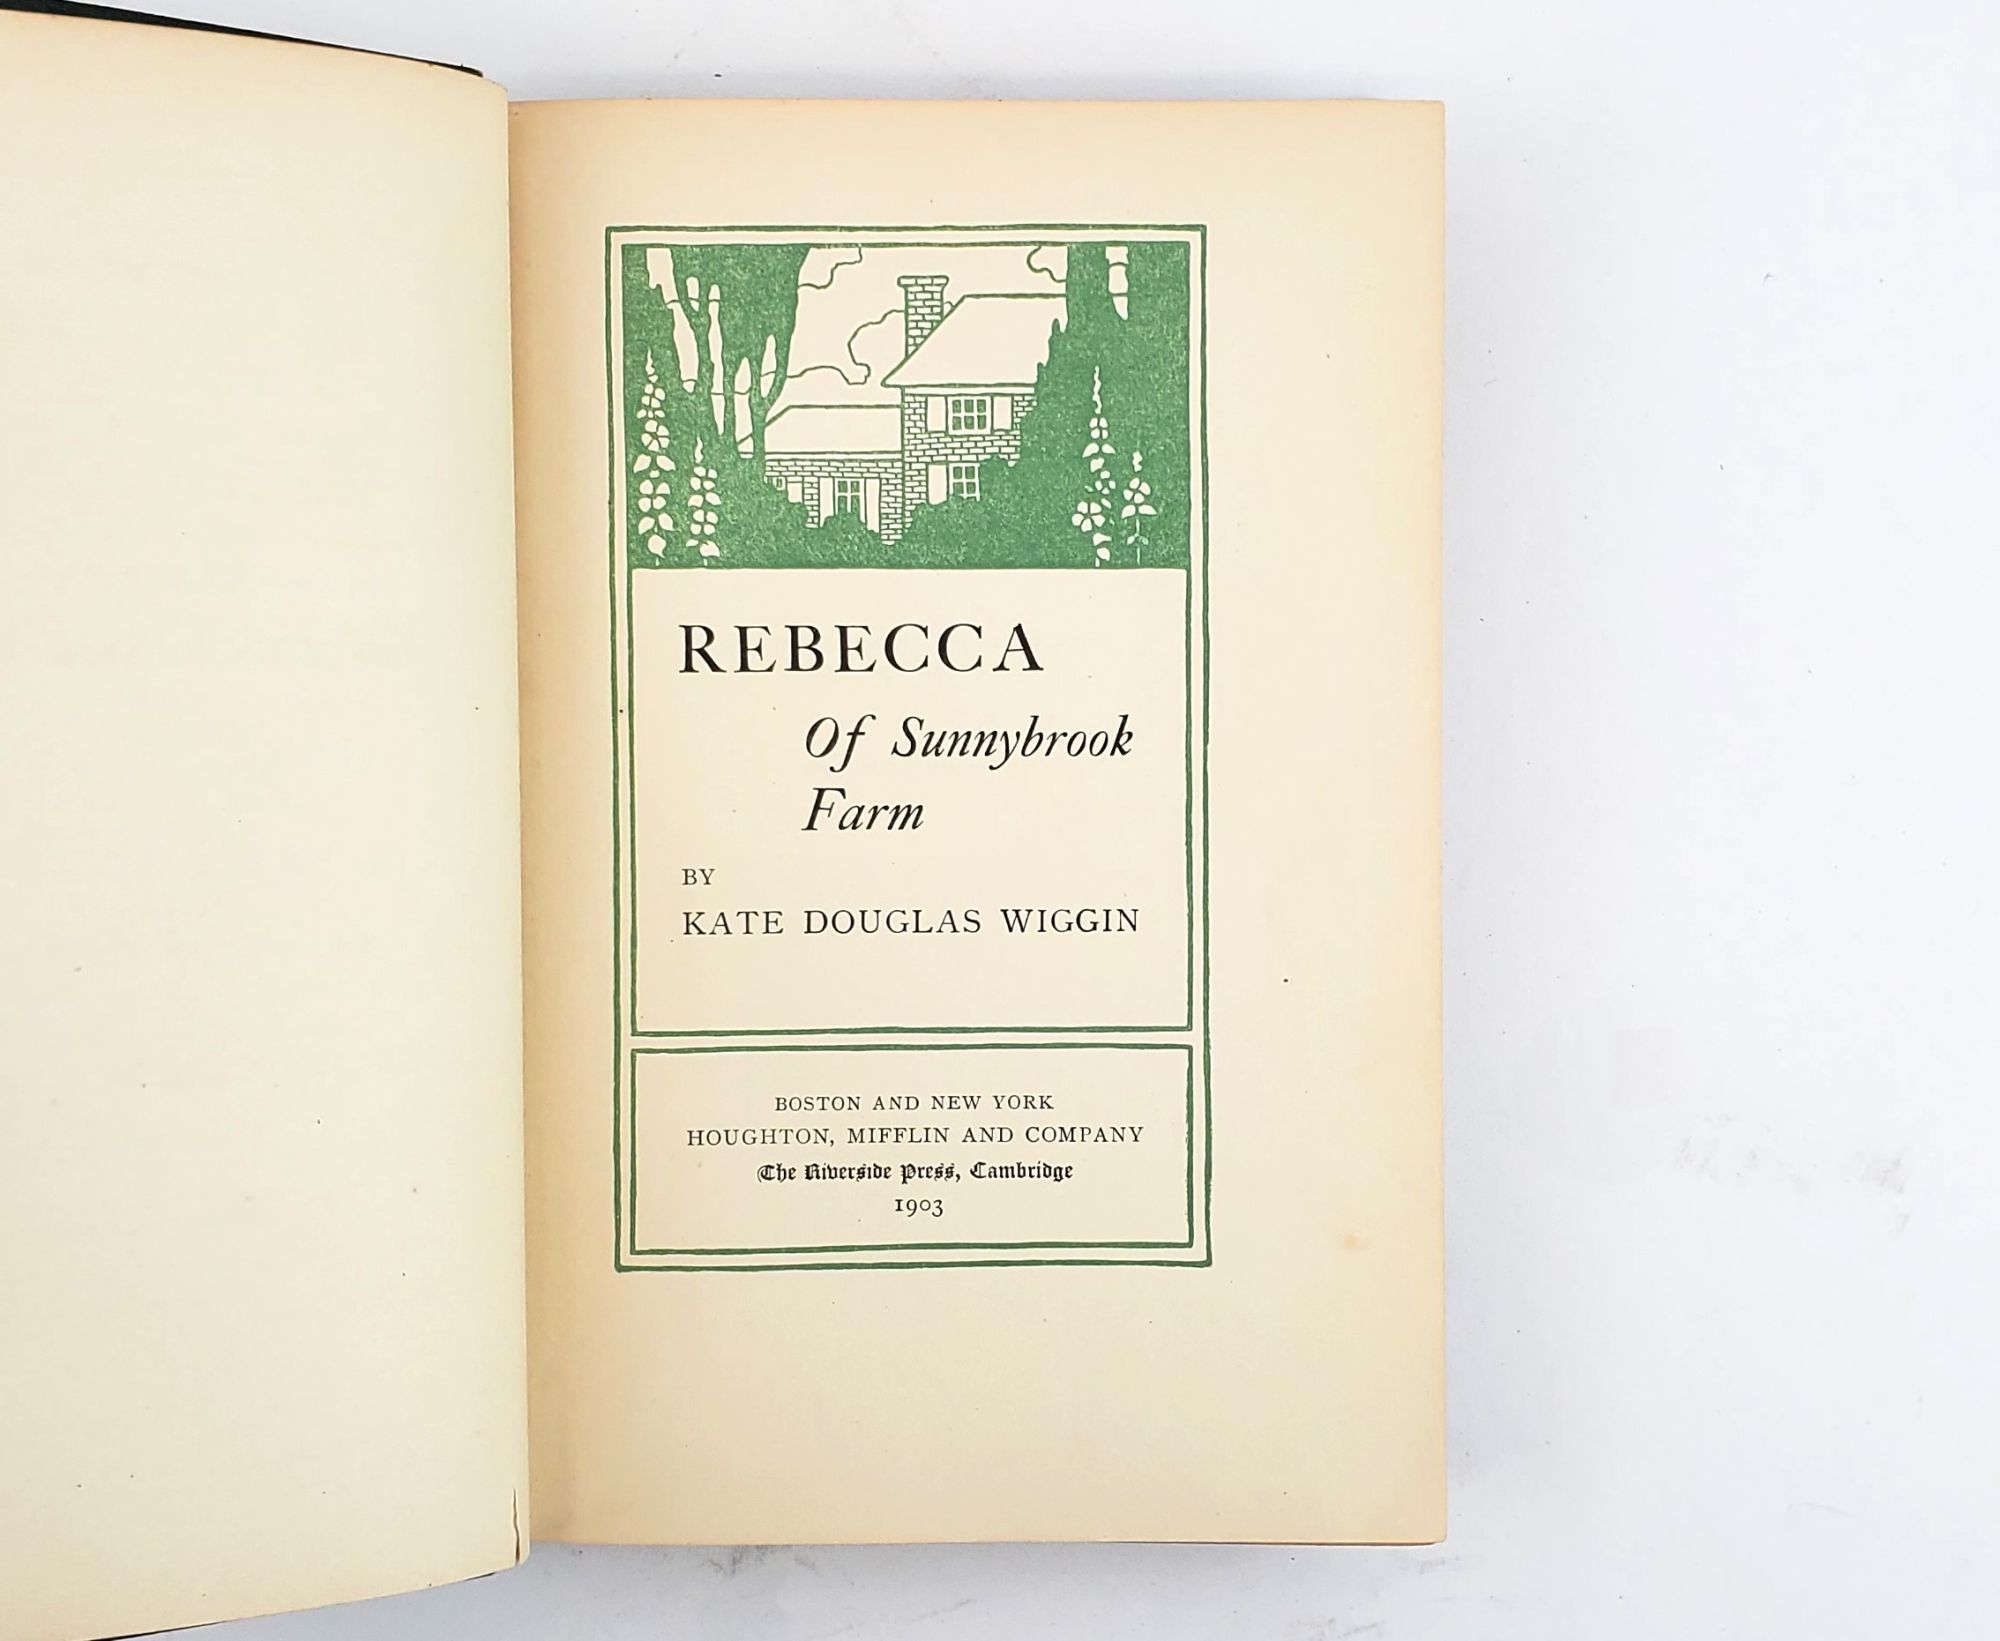 REBECCA
Of Sunnybrook
Farm
BY
KATE DOUGLAS WIGGIN
BOSTON AND NEW YORK
HOUGHTON, MIFFLIN AND COMPANY
The Riverside Press, Cambridge
1903